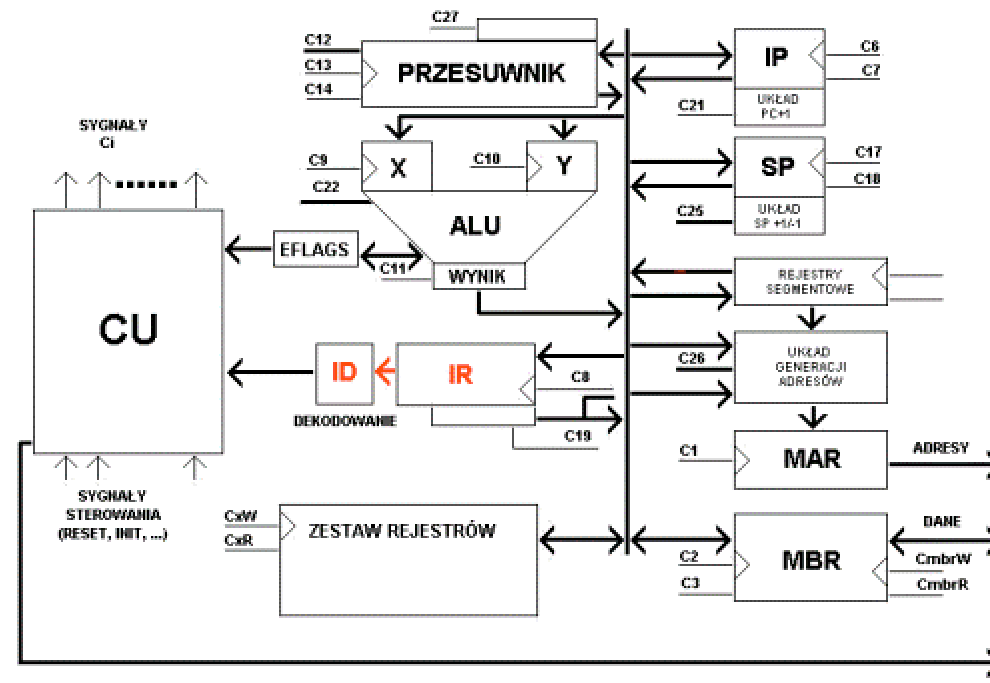 C27
C12
C13
C14
PRZESUWNIK
IP
C6
C7
UKŁAD
PC+1
C21
SYGNAŁY
Ci
C9
X
C10
Y
C22
ALU
SP
C17
C18
UKŁAD
SP +1/-1
C25
EFLAGS
C11
WYNIK
REJESTRY
SEGMENTOWE
CU
ID
IR
C8
DEKODOWANIE
C19
UKŁAD
GENERACJI
ADRESÓW
C26
C1
MAR
ADRESY
SYGNAŁY
STEROWANIA
(RESET, INIT, ...)
CxW
CxR
ZESTAW REJESTRÓW
C2
C3
MBR
DANE
CmbrW
CmbrR